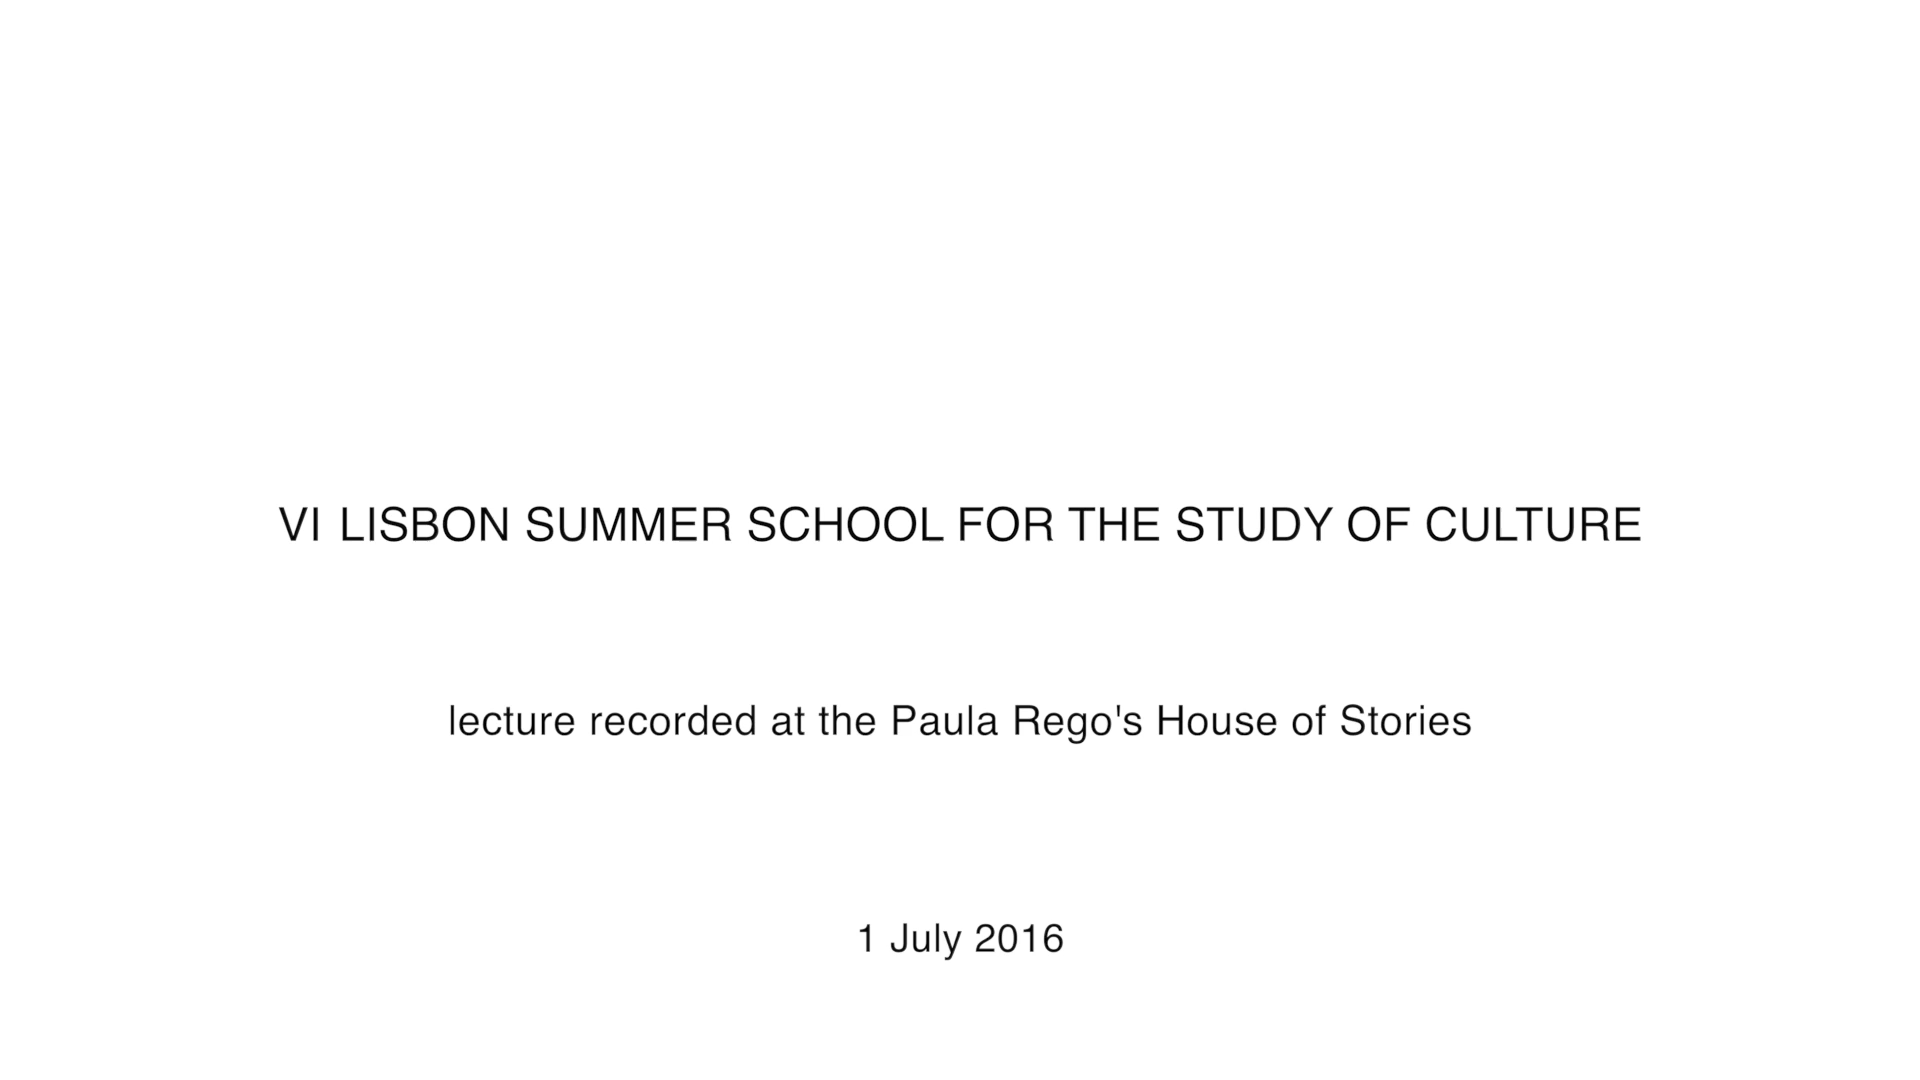 VI LISBON SUMMER SCHOOL FOR THE STUDY OF CULTURE
lecture recorded at the Paula Rego's House of Stories
1 July 2016